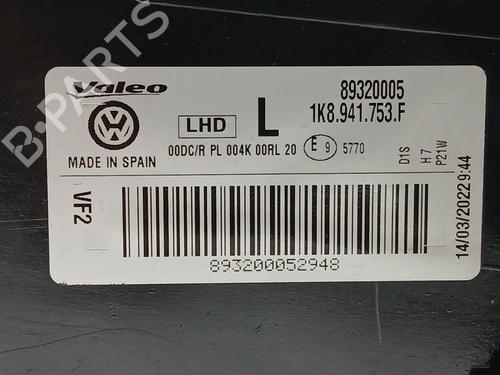 Valeo
89320005
1K8.941.753.F
LHD L
00DC/R PL 004K 00RL 20 E 9 5770
MADE IN SPAIN
D1S
H7
P21W
VF2
14/03/2022 9:44
893200052948
B-PARTS